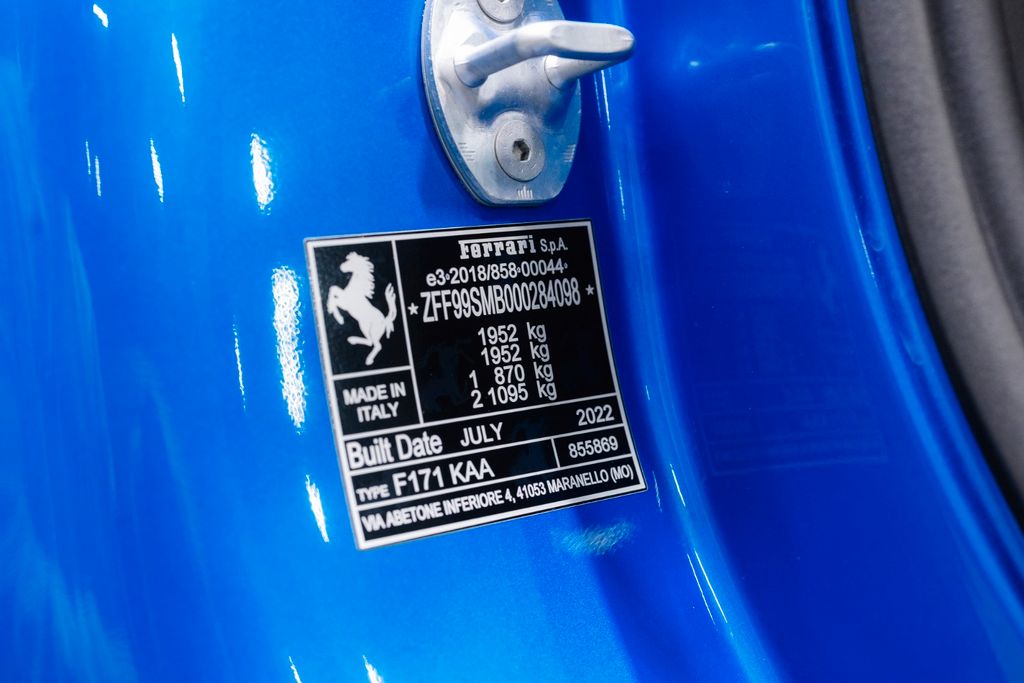 Ferrari S.p.A.
e3*2018/858*00044*
* ZFF99SMB000284098 *
1952 kg
1952 kg
1 870 kg
2 1095 kg
MADE IN
ITALY
Built Date JULY 2022
TYPE F171 KAA 855869
VIA ABETONE INFERIORE 4, 41053 MARANELLO (MO)